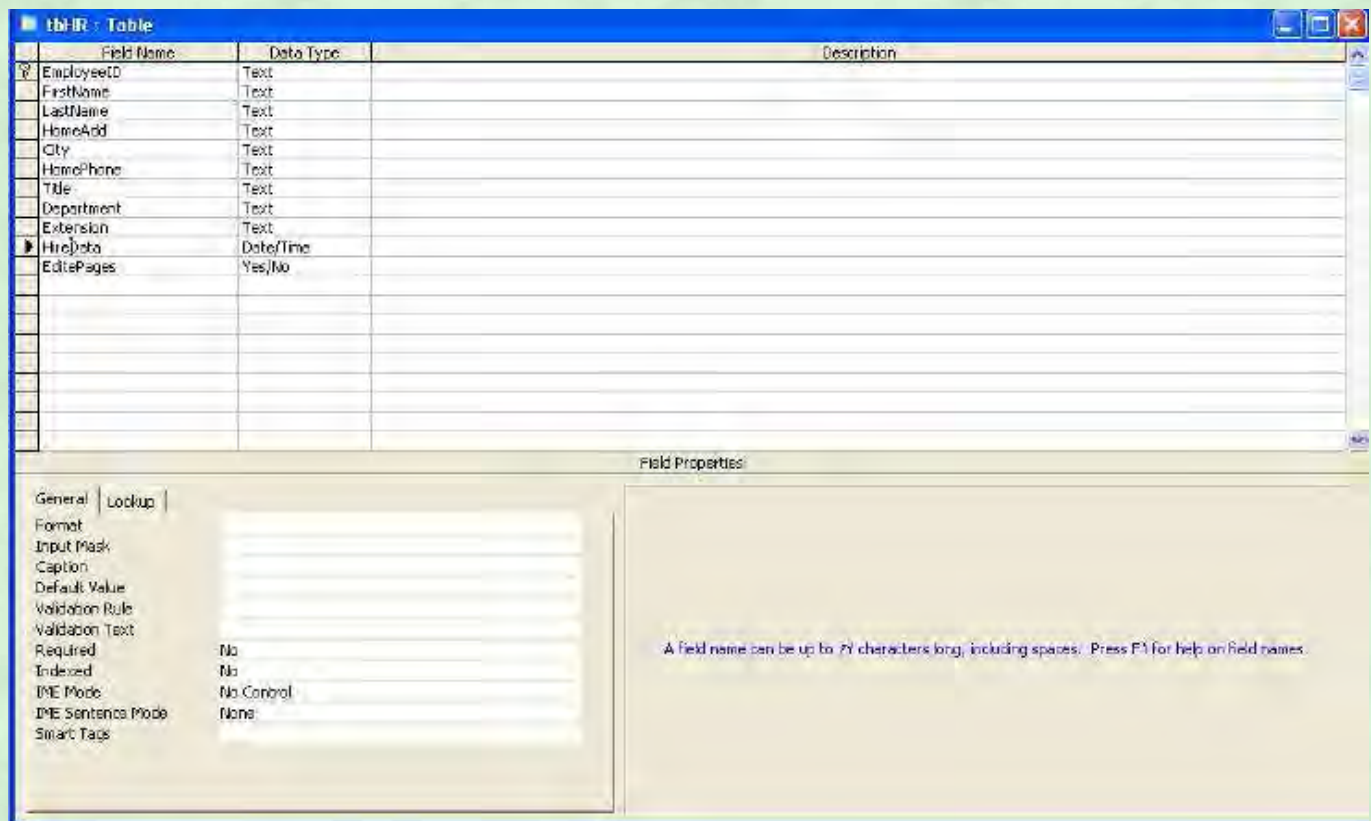 tbHR : Table
Field Name Data Type Description
EmployeeID Text
FirstName Text
LastName Text
HomeAdd Text
City Text
HomePhone Text
Title Text
Department Text
Extension Text
HireData Date/Time
EditePages Yes/No
Field Properties
General Lookup
Format
Input Mask
Caption
Default Value
Validation Rule
Validation Text
Required No
Indexed No
IME Mode No Control
IME Sentence Mode None
Smart Tags
A field name can be up to characters long, including spaces. Press F1 for help on field names.